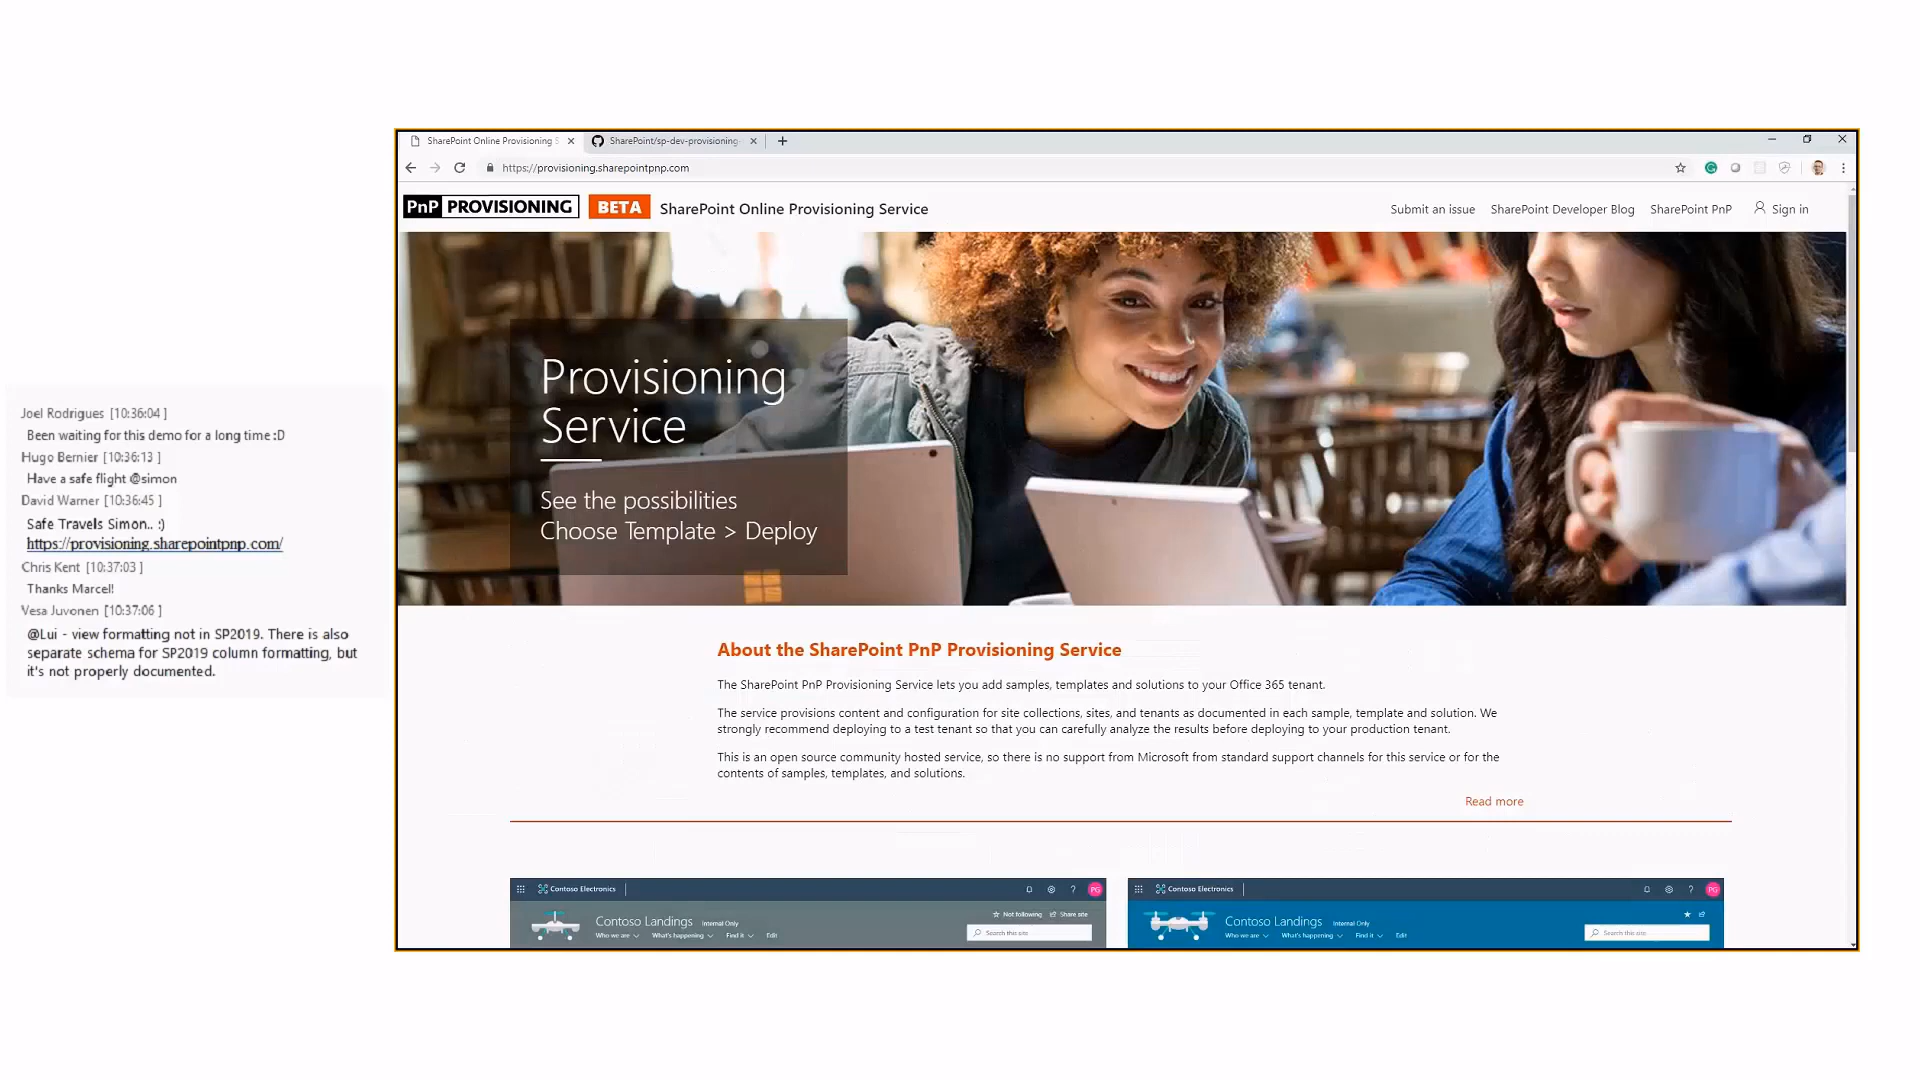 Joel Rodrigues [10:36:04 ]
Been waiting for this demo for a long time :D
Hugo Bernier [10:36:13 ]
Have a safe flight @simon
David Warner [10:36:45 ]
Safe Travels Simon.. :)
https://provisioning.sharepointpnp.com/
Chris Kent [10:37:03 ]
Thanks Marcel!
Vesa Juvonen [10:37:06 ]
@Lui - view formatting not in SP2019. There is also
separate schema for SP2019 column formatting, but
it's not properly documented.
SharePoint Online Provisioning S
SharePoint/sp-dev-provisioning-
https://provisioning.sharepointpnp.com
PnP PROVISIONING BETA SharePoint Online Provisioning Service
Submit an issue SharePoint Developer Blog SharePoint PnP Sign in
Provisioning
Service
See the possibilities
Choose Template > Deploy
About the SharePoint PnP Provisioning Service
The SharePoint PnP Provisioning Service lets you add samples, templates and solutions to your Office 365 tenant.
The service provisions content and configuration for site collections, sites, and tenants as documented in each sample, template and solution. We
strongly recommend deploying to a test tenant so that you can carefully analyze the results before deploying to your production tenant.
This is an open source community hosted service, so there is no support from Microsoft from standard support channels for this service or for the
contents of samples, templates, and solutions.
Read more
Contoso Electronics ? PG
Not following Share site
Contoso Landings Internal Only
Who we are What's happening Find it Edit
Search this site
Contoso Electronics ? PG
Contoso Landings Internal Only
Who we are What's happening Find it Edit
Search this site